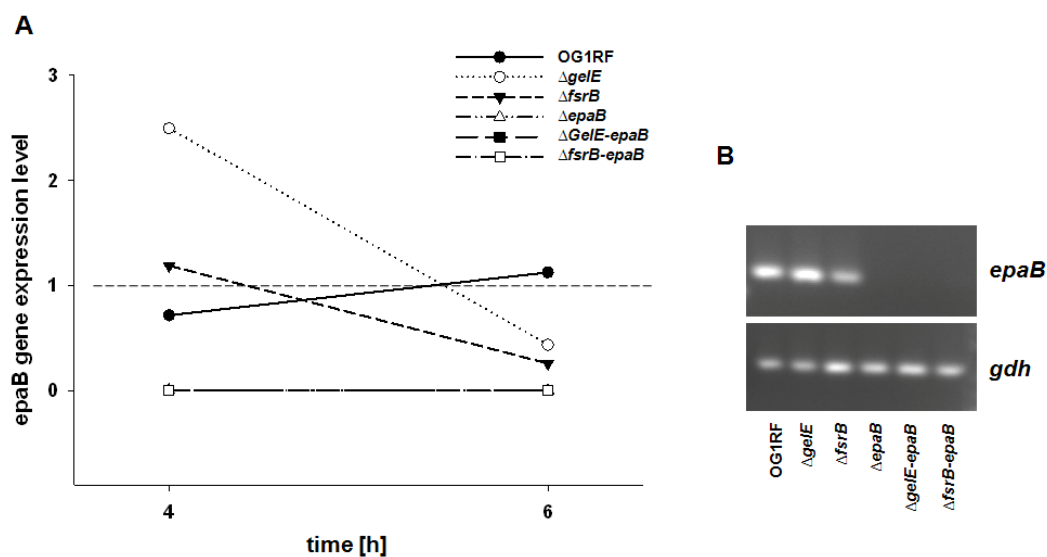 A
OG1RF
ΔgelE
ΔfsrB
ΔepaB
ΔGelE-epaB
ΔfsrB-epaB
epaB gene expression level
3
2
1
0
4
6
time [h]
B
epaB
gdh
OG1RF
ΔgelE
ΔfsrB
ΔepaB
ΔgelE-epaB
ΔfsrB-epaB